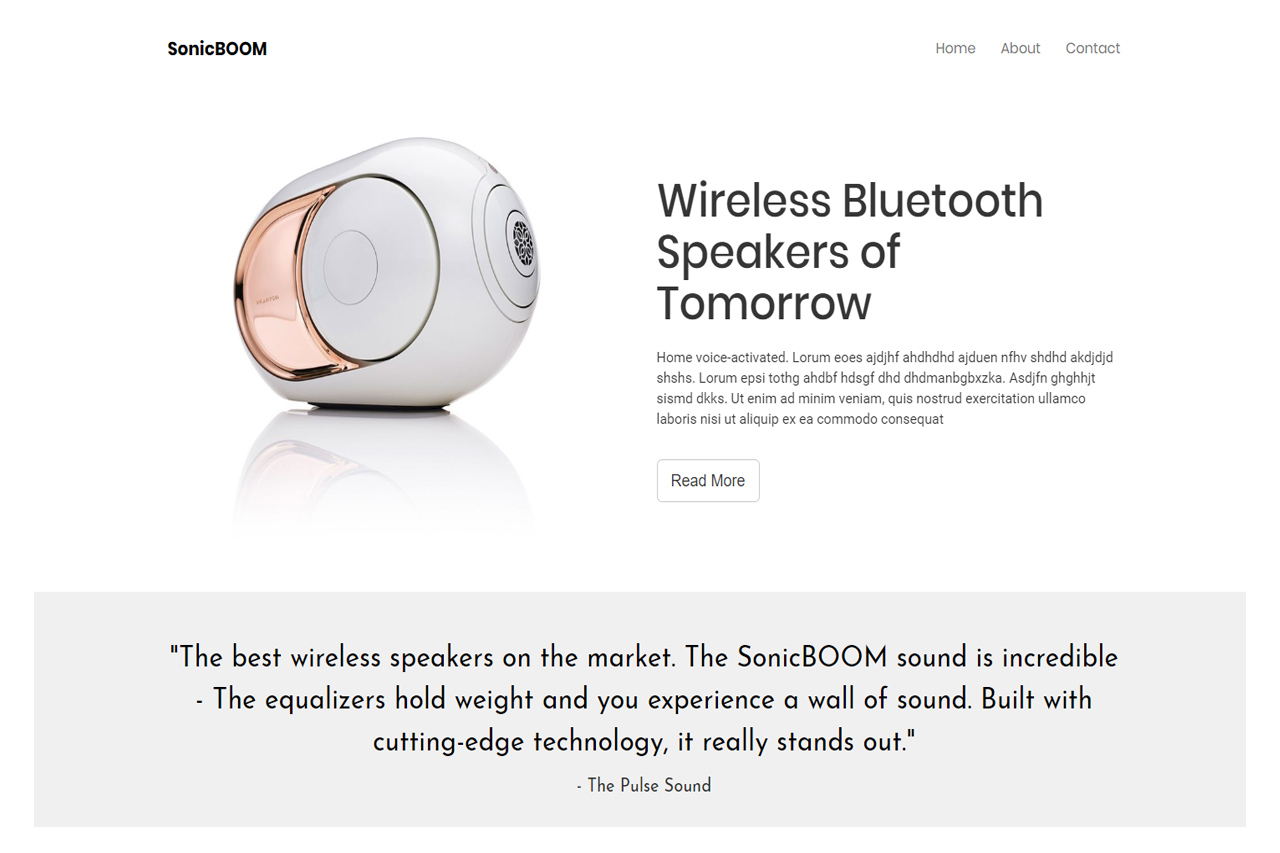 SonicBOOM
Home About Contact
Wireless Bluetooth
Speakers of
Tomorrow
Home voice-activated. Lorum eoes ajdjhf ahdhdhd ajduen nfhv shdhd akdjdjd
shshs. Lorum epsi tothg ahdbf hdsgf dhd dhdmanbgbxzka. Asdjfn ghghhjt
sismd dkks. Ut enim ad minim veniam, quis nostrud exercitation ullamco
laboris nisi ut aliquip ex ea commodo consequat
Read More
"The best wireless speakers on the market. The SonicBOOM sound is incredible
- The equalizers hold weight and you experience a wall of sound. Built with
cutting-edge technology, it really stands out."
- The Pulse Sound